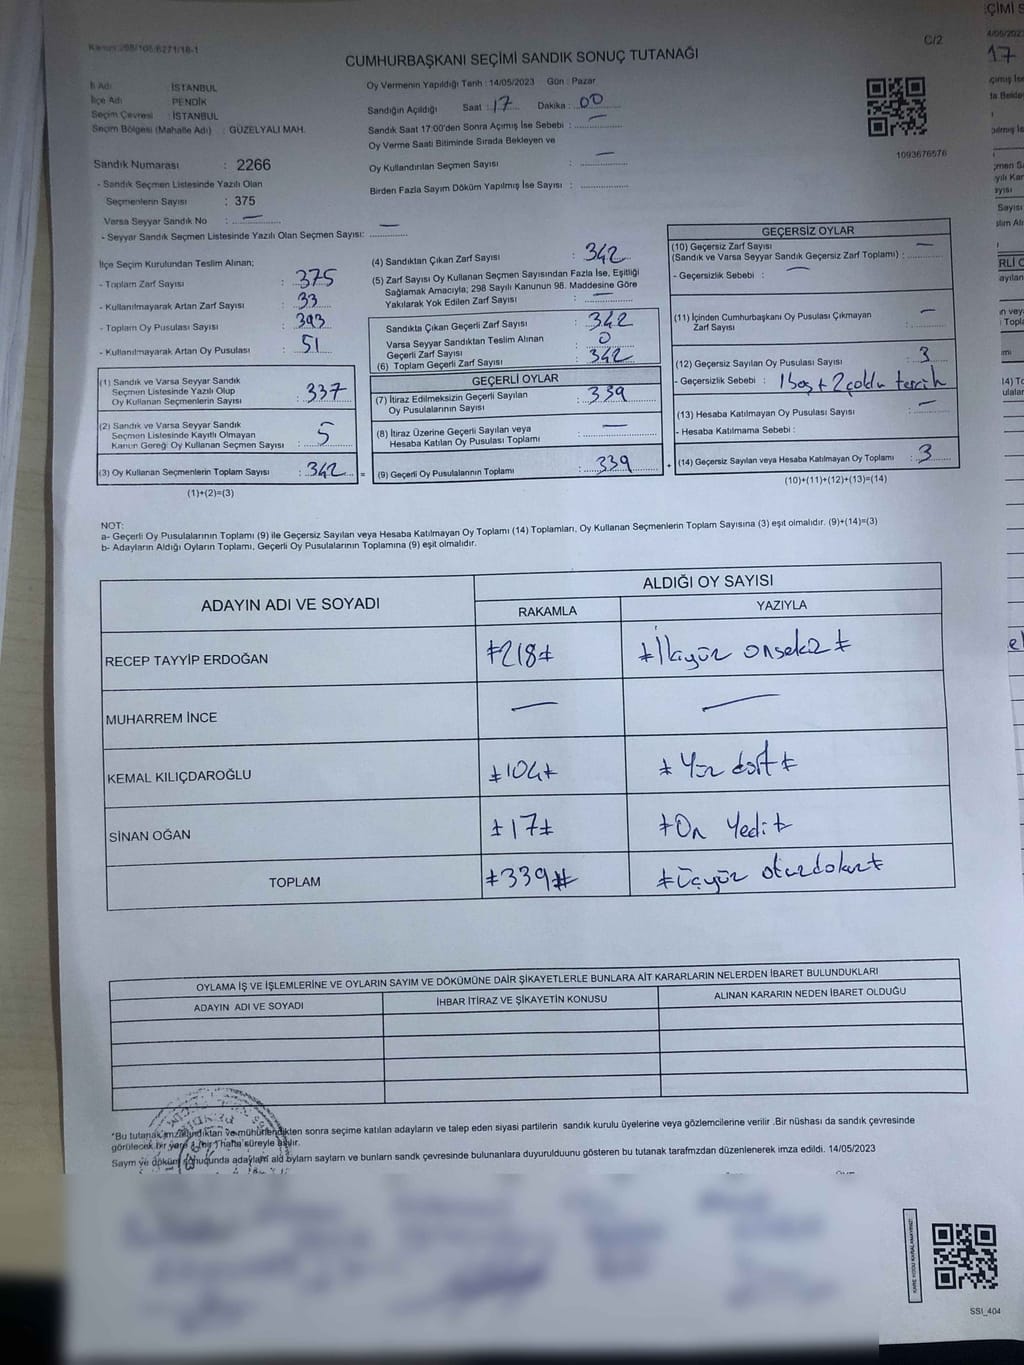 Kanun:298/105/6271/18-1
C/2
CUMHURBAŞKANI SEÇİMİ SANDIK SONUÇ TUTANAĞI
İl Adı : İSTANBUL
İlçe Adı : PENDİK
Seçim Çevresi : İSTANBUL
Seçim Bölgesi (Mahalle Adı) : GÜZELYALI MAH.
Oy Vermenin Yapıldığı Tarih : 14/05/2023 Gün : Pazar
Sandığın Açıldığı Saat : 17 Dakika : 00
Sandık Saat 17:00'den Sonra Açımış İse Sebebi : —
Oy Verme Saati Bitiminde Sırada Bekleyen ve
Oy Kullandırılan Seçmen Sayısı : —
Birden Fazla Sayım Döküm Yapılmış İse Sayısı : ..............
1093676576
Sandık Numarası : 2266
- Sandık Seçmen Listesinde Yazılı Olan
Seçmenlerin Sayısı : 375
Varsa Seyyar Sandık No : —
- Seyyar Sandık Seçmen Listesinde Yazılı Olan Seçmen Sayısı: —
İlçe Seçim Kurulundan Teslim Alınan;
- Toplam Zarf Sayısı : 375
- Kullanılmayarak Artan Zarf Sayısı : 33
- Toplam Oy Pusulası Sayısı : 393
- Kullanılmayarak Artan Oy Pusulası : 51
(1) Sandık ve Varsa Seyyar Sandık
Seçmen Listesinde Yazılı Olup
Oy Kullanan Seçmenlerin Sayısı : 337
(2) Sandık ve Varsa Seyyar Sandık
Seçmen Listesinde Kayıtlı Olmayan
Kanun Gereği Oy Kullanan Seçmen Sayısı : 5
(3) Oy Kullanan Seçmenlerin Toplam Sayısı : 342 =
(1)+(2)=(3)
(4) Sandıktan Çıkan Zarf Sayısı : 342
(5) Zarf Sayısı Oy Kullanan Seçmen Sayısından Fazla İse, Eşitliği
Sağlamak Amacıyla; 298 Sayılı Kanunun 98. Maddesine Göre
Yakılarak Yok Edilen Zarf Sayısı : —
Sandıkta Çıkan Geçerli Zarf Sayısı : 342
Varsa Seyyar Sandıktan Teslim Alınan
Geçerli Zarf Sayısı : 0
(6) Toplam Geçerli Zarf Sayısı : 342
GEÇERLİ OYLAR
(7) İtiraz Edilmeksizin Geçerli Sayılan
Oy Pusulalarının Sayısı : 339
(8) İtiraz Üzerine Geçerli Sayılan veya
Hesaba Katılan Oy Pusulası Toplamı : —
(9) Geçerli Oy Pusulalarınnın Toplamı : 339 +
GEÇERSİZ OYLAR
(10) Geçersiz Zarf Sayısı
(Sandık ve Varsa Seyyar Sandık Geçersiz Zarf Toplamı) : —
- Geçersizlik Sebebi : —
(11) İçinden Cumhurbaşkanı Oy Pusulası Çıkmayan
Zarf Sayısı : —
(12) Geçersiz Sayılan Oy Pusulası Sayısı : 3
- Geçersizlik Sebebi : 1 boş + 2 çoklu tercih
(13) Hesaba Katılmayan Oy Pusulası Sayısı : —
- Hesaba Katılmama Sebebi :
(14) Geçersiz Sayılan veya Hesaba Katılmayan Oy Toplamı : 3
(10)+(11)+(12)+(13)=(14)
NOT:
a- Geçerli Oy Pusulalarının Toplamı (9) ile Geçersiz Sayılan veya Hesaba Katılmayan Oy Toplamı (14) Toplamları, Oy Kullanan Seçmenlerin Toplam Sayısına (3) eşit olmalıdır. (9)+(14)=(3)
b- Adayların Aldığı Oyların Toplamı, Geçerli Oy Pusulalarının Toplamına (9) eşit olmalıdır.
ADAYIN ADI VE SOYADI
ALDIĞI OY SAYISI
RAKAMLA YAZIYLA
RECEP TAYYİP ERDOĞAN ≠218≠ ≠İkiyüz onsekiz≠
MUHARREM İNCE — —
KEMAL KILIÇDAROĞLU ≠104≠ ≠Yüz dört≠
SİNAN OĞAN ≠17≠ ≠On Yedi≠
TOPLAM ≠339≠ ≠Üçyüz otuzdokuz≠
OYLAMA İŞ VE İŞLEMLERİNE VE OYLARIN SAYIM VE DÖKÜMÜNE DAİR ŞİKAYETLERLE BUNLARA AİT KARARLARIN NELERDEN İBARET BULUNDUKLARI
ADAYIN ADI VE SOYADI İHBAR İTİRAZ VE ŞİKAYETİN KONUSU ALINAN KARARIN NEDEN İBARET OLDUĞU
*Bu tutanak imzalandıktan ve mühürlendikten sonra seçime katılan adayların ve talep eden siyasi partilerin sandık kurulu üyelerine veya gözlemcilerine verilir .Bir nüshası da sandık çevresinde
görülecek bir yere 1 hafta süreyle asılır.
Saym ve döküm sonuçunda adaylam ald bylarn saylarn ve bunlarn sandk çevresinde bulunanlara duyurulduunu gösteren bu tutanak tarafmzdan düzenlenerek imza edildi. 14/05/2023
KARE KODU KARALAMAYINIZ!
SSI_404